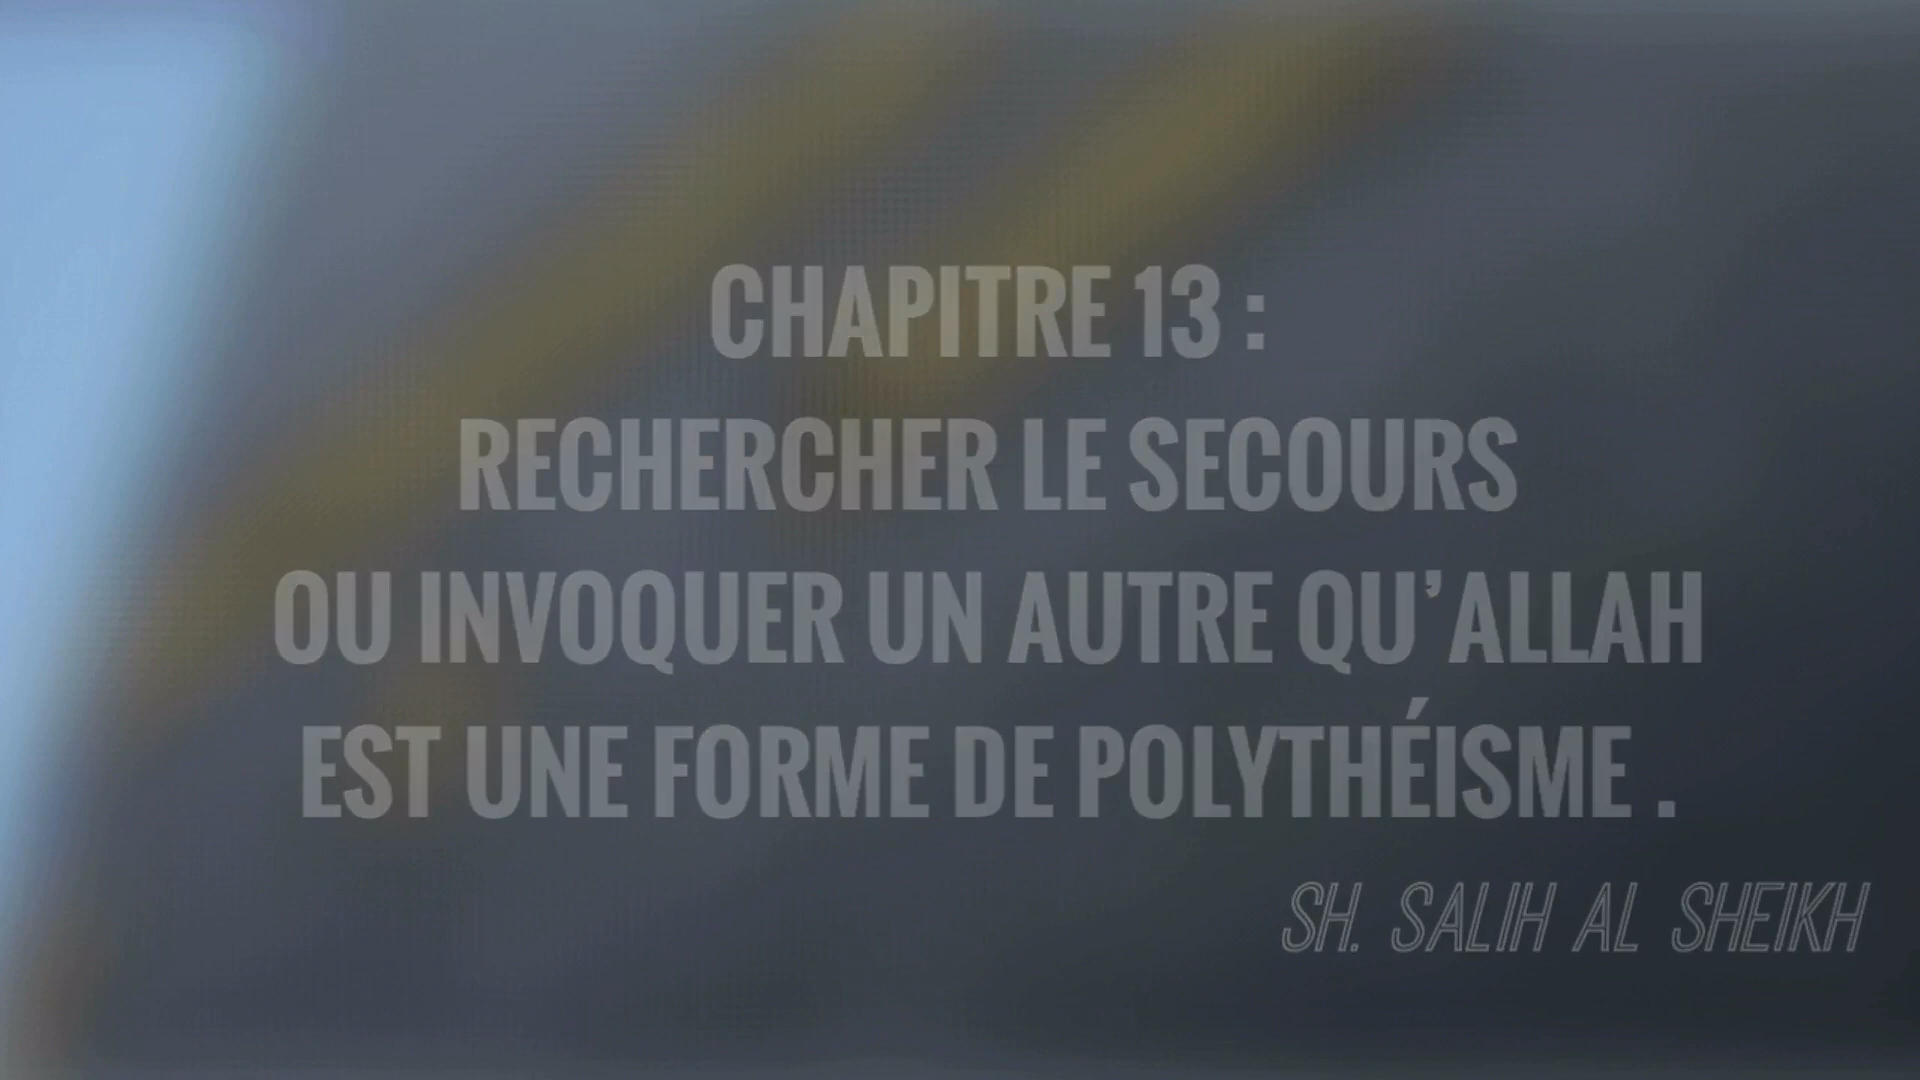 CHAPITRE 13 :
RECHERCHER LE SECOURS
OU INVOQUER UN AUTRE QU’ALLAH
EST UNE FORME DE POLYTHÉISME .
SH. SALIH AL SHEIKH